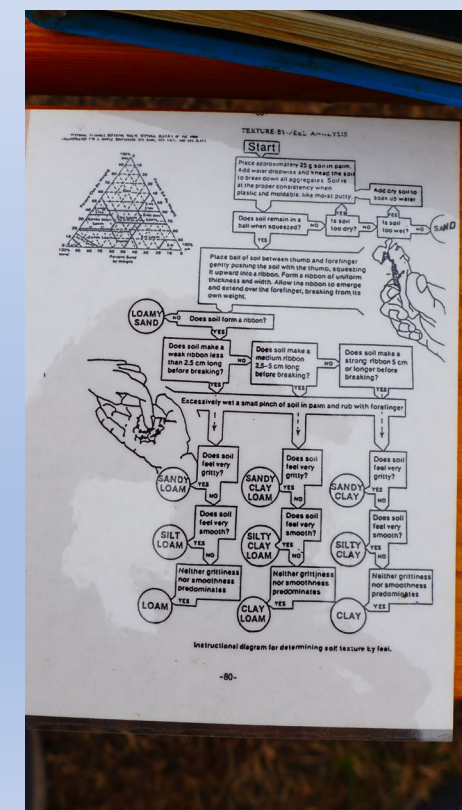 TEXTURE-BY-FEEL ANALYSIS
Start
Place approximately 25 g soil in palm.
Add water dropwise and knead the soil
to break down all aggregates. Soil is
at the proper consistency when
plastic and moldable, like moist putty.
Add dry soil to
soak up water
YES
YES
Does soil remain in a
ball when squeezed?
NO
Is soil
too dry?
NO
Is soil
too wet?
NO
SAND
YES
Place ball of soil between thumb and forefinger
gently pushing the soil with the thumb, squeezing
it upward into a ribbon. Form a ribbon of uniform
thickness and width. Allow the ribbon to emerge
and extend over the forefinger, breaking from its
own weight.
LOAMY
SAND
NO
Does soil form a ribbon?
YES
Does soil make a
weak ribbon less
than 2.5 cm long
before breaking?
NO
Does soil make a
medium ribbon
2.5-5 cm long
before breaking?
NO
Does soil make a
strong ribbon 5 cm
or longer before
breaking?
YES
YES
YES
Excessively wet a small pinch of soil in palm and rub with forefinger
Does soil
feel very
gritty?
Does soil
feel very
gritty?
Does soil
feel very
gritty?
SANDY
LOAM
YES
SANDY
CLAY
LOAM
YES
SANDY
CLAY
YES
NO
NO
NO
Does soil
feel very
smooth?
Does soil
feel very
smooth?
Does soil
feel very
smooth?
SILT
LOAM
YES
SILTY
CLAY
LOAM
YES
SILTY
CLAY
YES
NO
NO
NO
Neither grittiness
nor smoothness
predominates
Neither grittiness
nor smoothness
predominates
Neither grittiness
nor smoothness
predominates
LOAM
YES
CLAY
LOAM
YES
CLAY
YES
Instructional diagram for determining soil texture by feel.
-80-